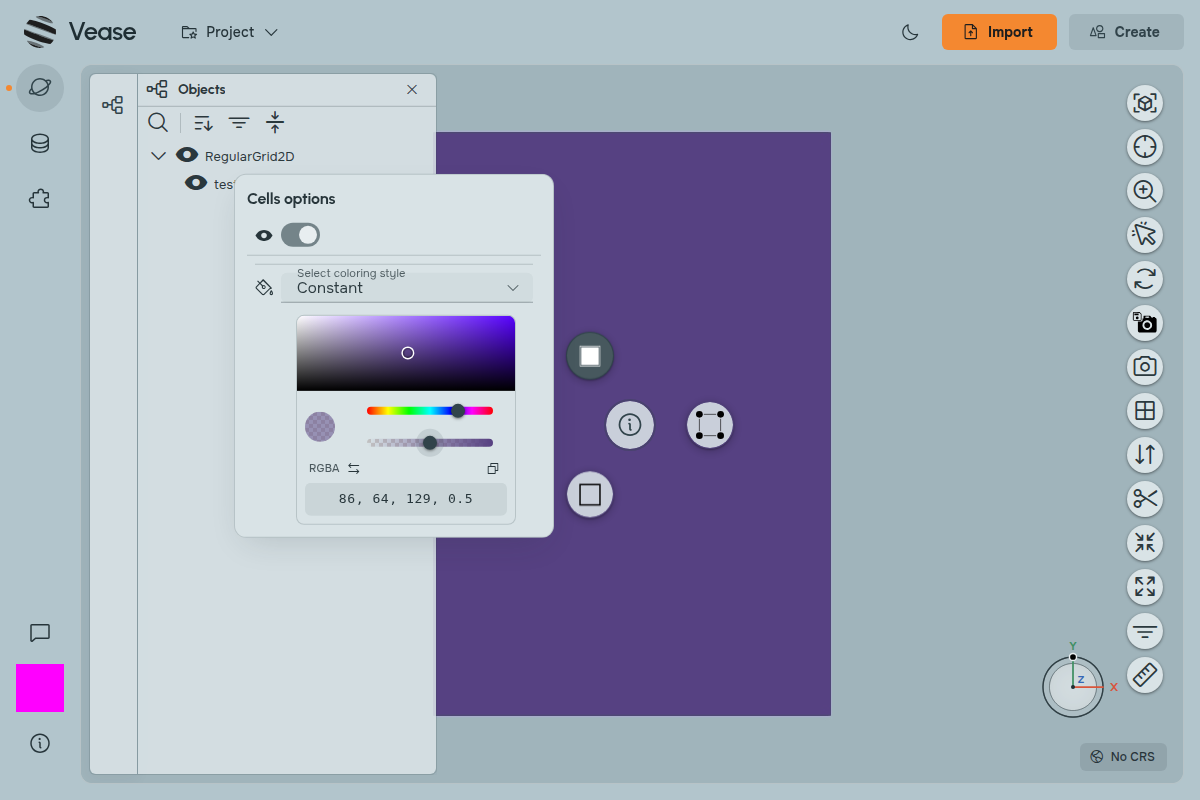 Vease
Project
Import
Create
Objects
RegularGrid2D
tes
Cells options
Select coloring style
Constant
RGBA
86, 64, 129, 0.5
Y
Z
X
No CRS